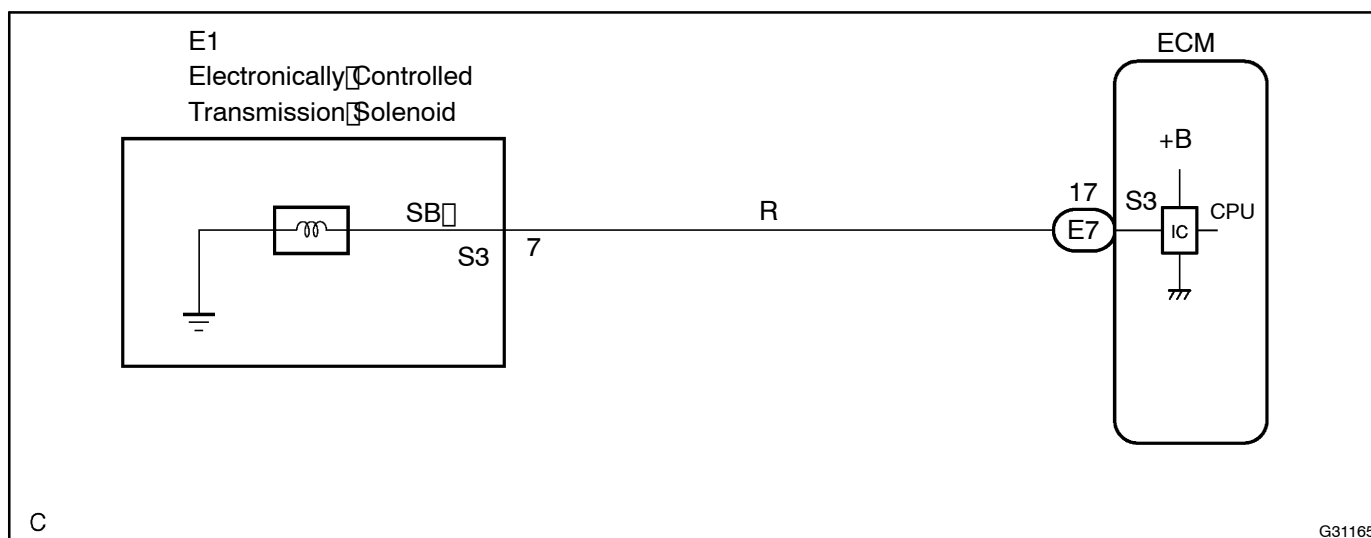 E1
Electronically▯Controlled
Transmission▯Solenoid
ECM
+B
17
S3
CPU
SB▯
R
E7
IC
S3
7
C
G31165